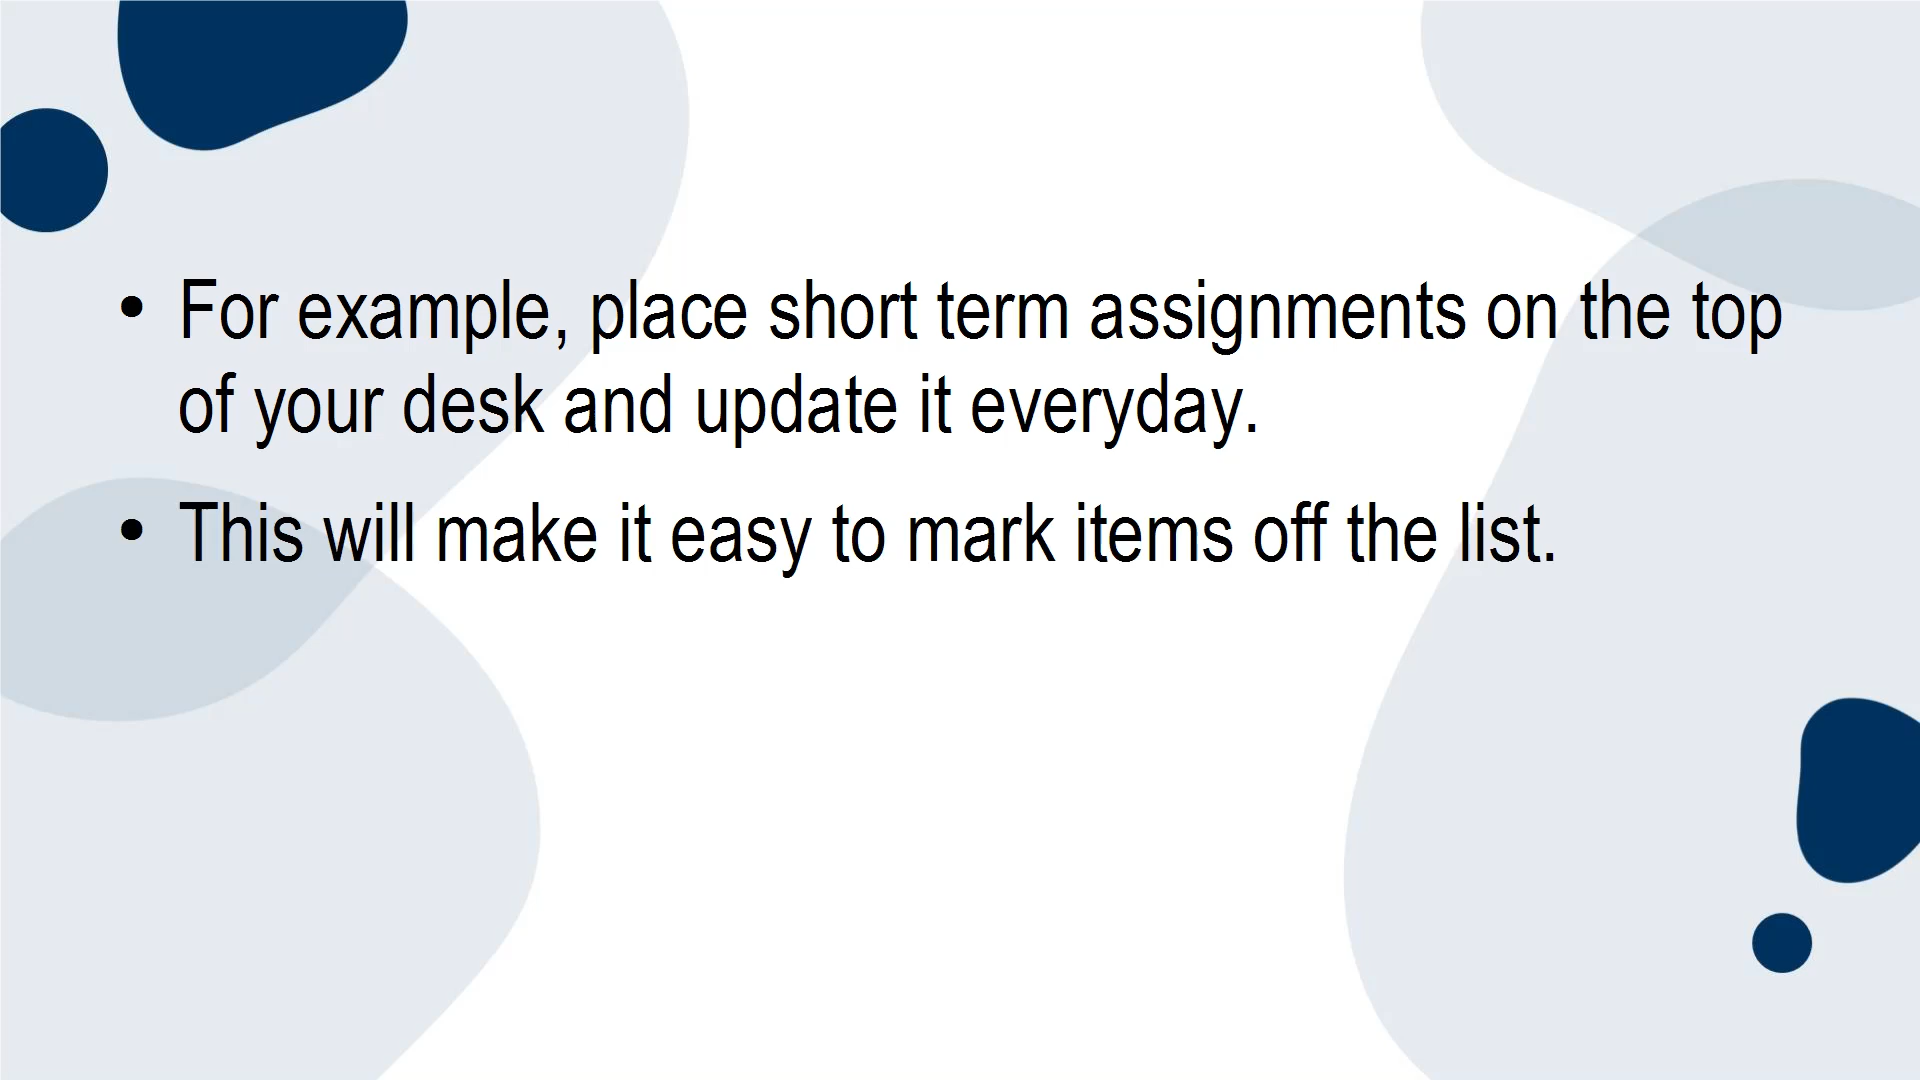 • For example, place short term assignments on the top
of your desk and update it everyday.
• This will make it easy to mark items off the list.